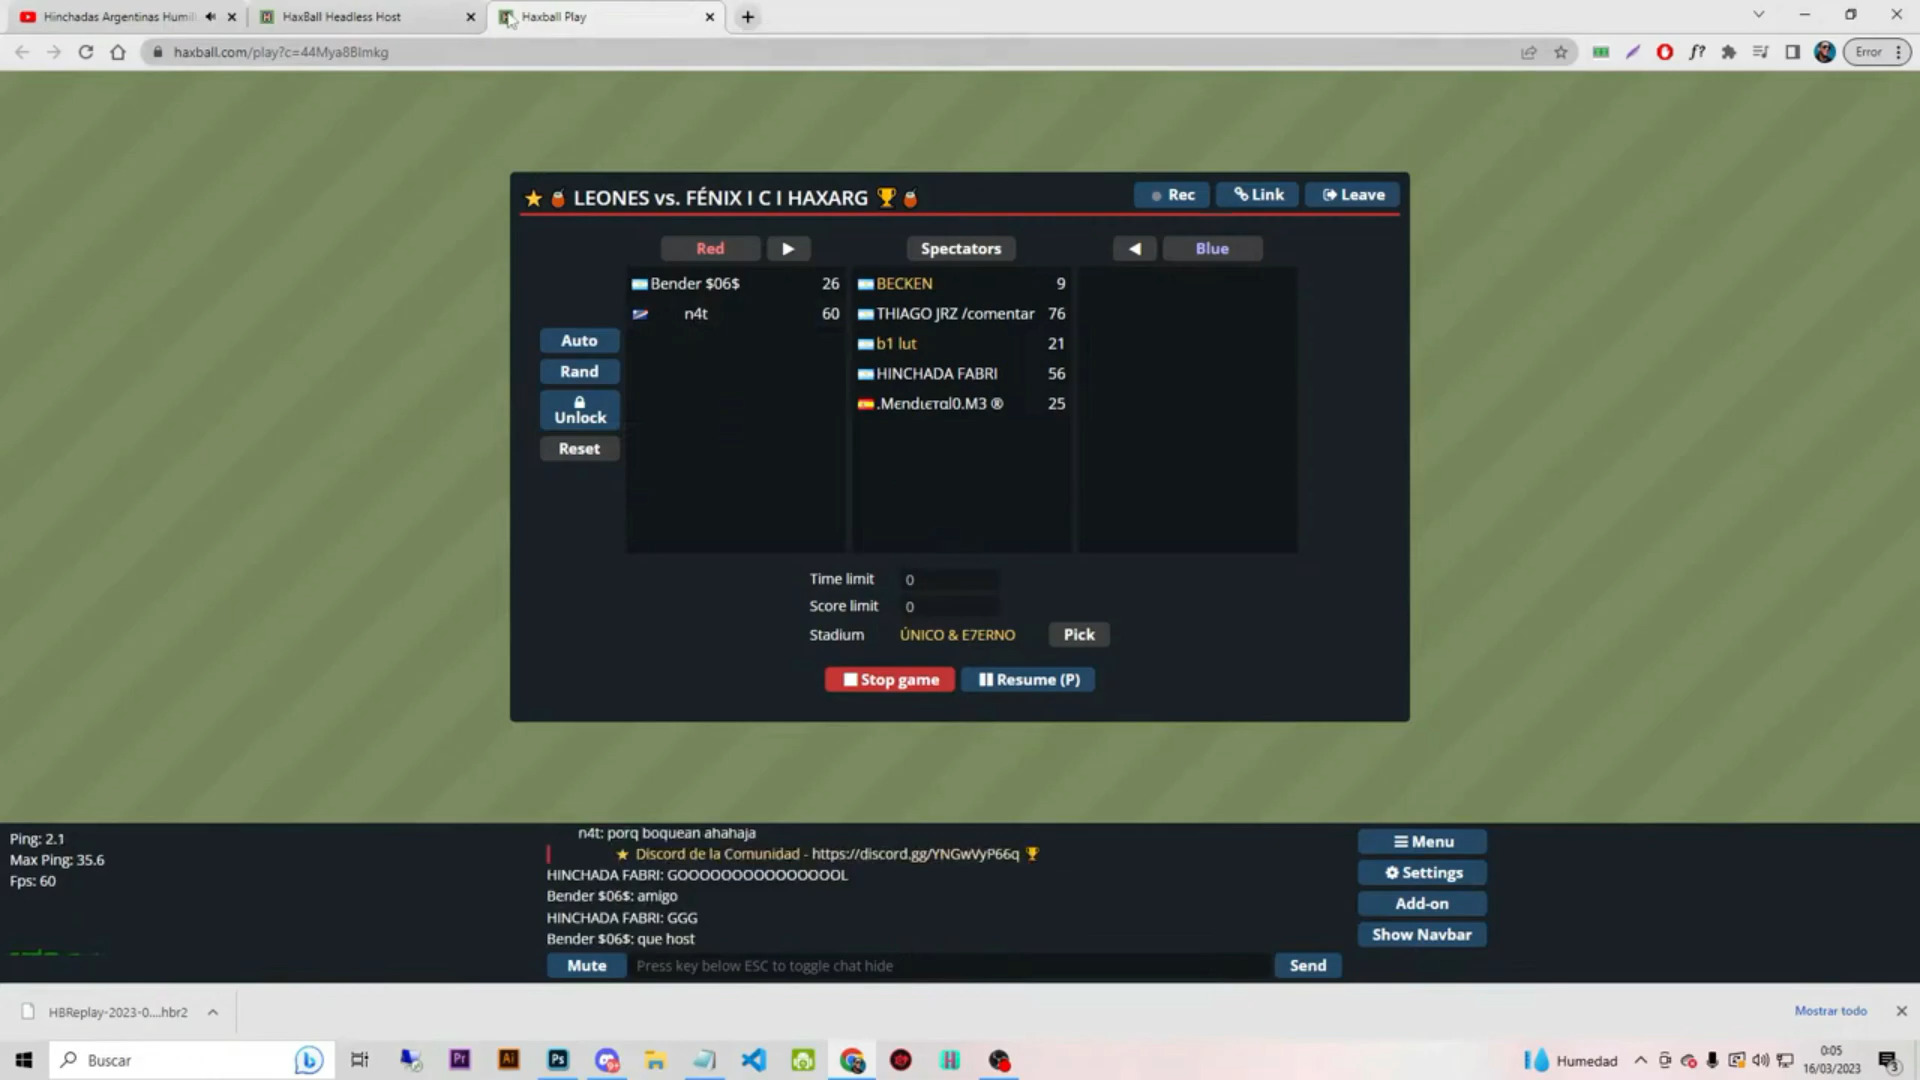 Hinchadas Argentinas Humil
HaxBall Headless Host
Haxball Play
haxball.com/play?c=44Mya8BImkg
Error
LEONES vs. FÉNIX I C I HAXARG
Rec
Link
Leave
Red
Spectators
Blue
Bender $06$ 26
n4t 60
BECKEN 9
THIAGO JRZ /comentar 76
b1 lut 21
HINCHADA FABRI 56
.Mєndιєταl0.M3 ® 25
Auto
Rand
Unlock
Reset
Time limit 0
Score limit 0
Stadium ÚNICO & E7ERNO Pick
Stop game
Resume (P)
Ping: 2.1
Max Ping: 35.6
Fps: 60
n4t: porq boquean ahahaja
Discord de la Comunidad - https://discord.gg/YNGwVyP66q
HINCHADA FABRI: GOOOOOOOOOOOOOOOL
Bender $06$: amigo
HINCHADA FABRI: GGG
Bender $06$: que host
Mute
Press key below ESC to toggle chat hide
Send
Menu
Settings
Add-on
Show Navbar
HBReplay-2023-0....hbr2
Mostrar todo
Buscar
Pr
Ai
Ps
Humedad
0:05
16/03/2023
3